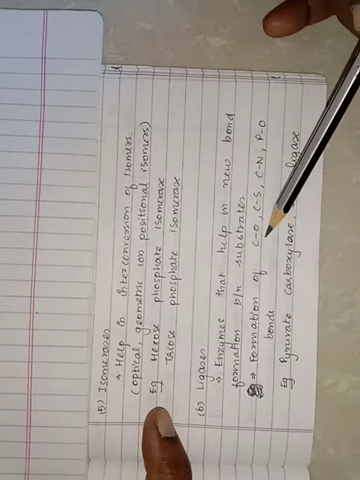 (5) Isomerases
→ Help in interconversion of isomers.
(optical, geometric ion positional isomers)
Eg Hexose phosphate isomerase
Triose phosphate isomerase
(6) Ligases
→ Enzymes that help in new bond
formation b/n substrates
→ Formation of C-O, C-S, C-N, P-O
bonds
Eg Pyruvate carboxylase, ligase